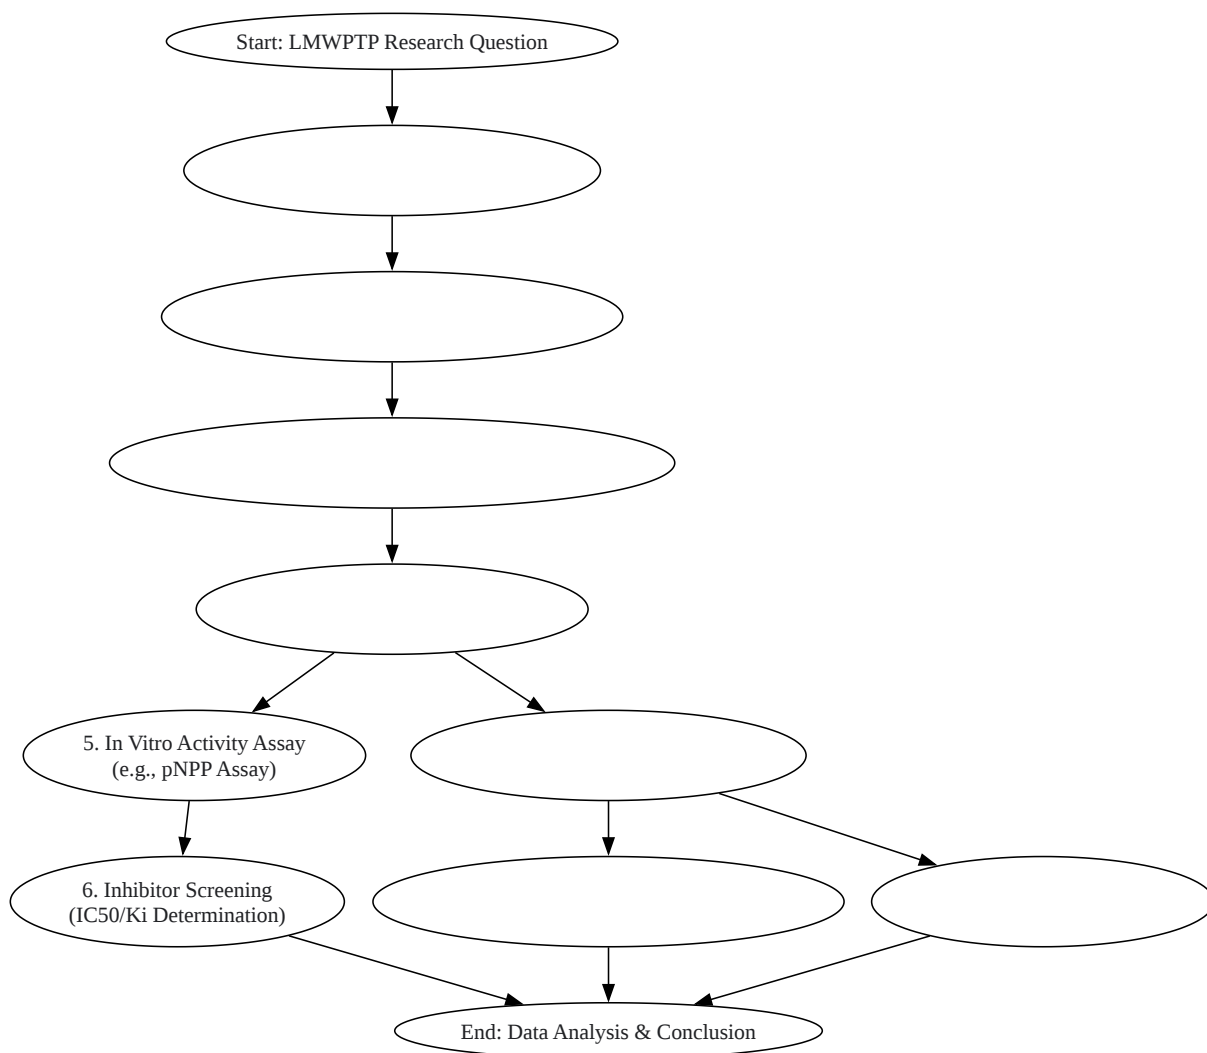 Start: LMWPTP Research Question
5. In Vitro Activity Assay
(e.g., pNPP Assay)
6. Inhibitor Screening
(IC50/Ki Determination)
End: Data Analysis & Conclusion